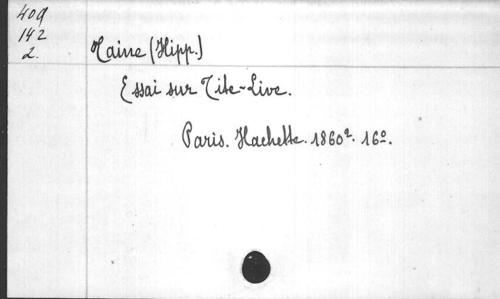 409
142
2.
Taine (Hipp.)
Essai sur Tite-Live.
Paris. Hachette. 1860². 16º.